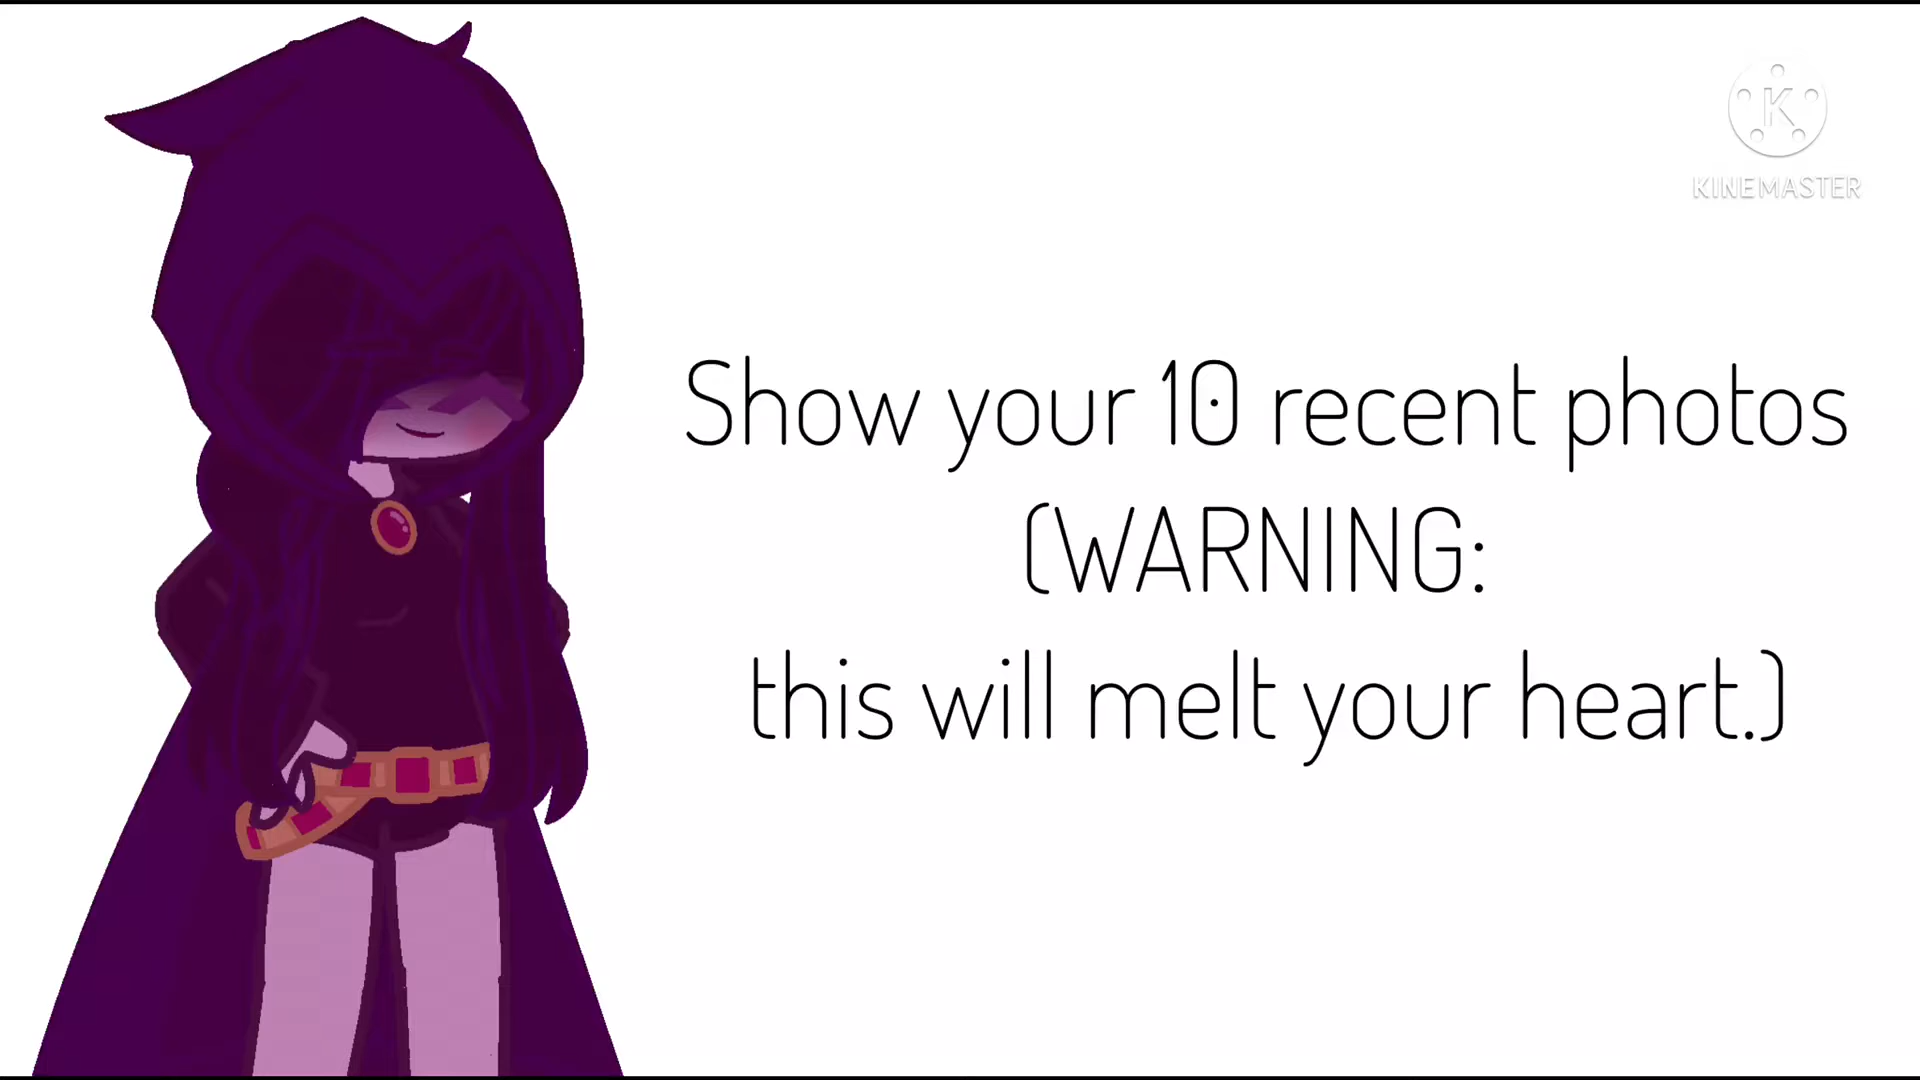 K
KINEMASTER
Show your 10 recent photos
(WARNING:
this will melt your heart.)